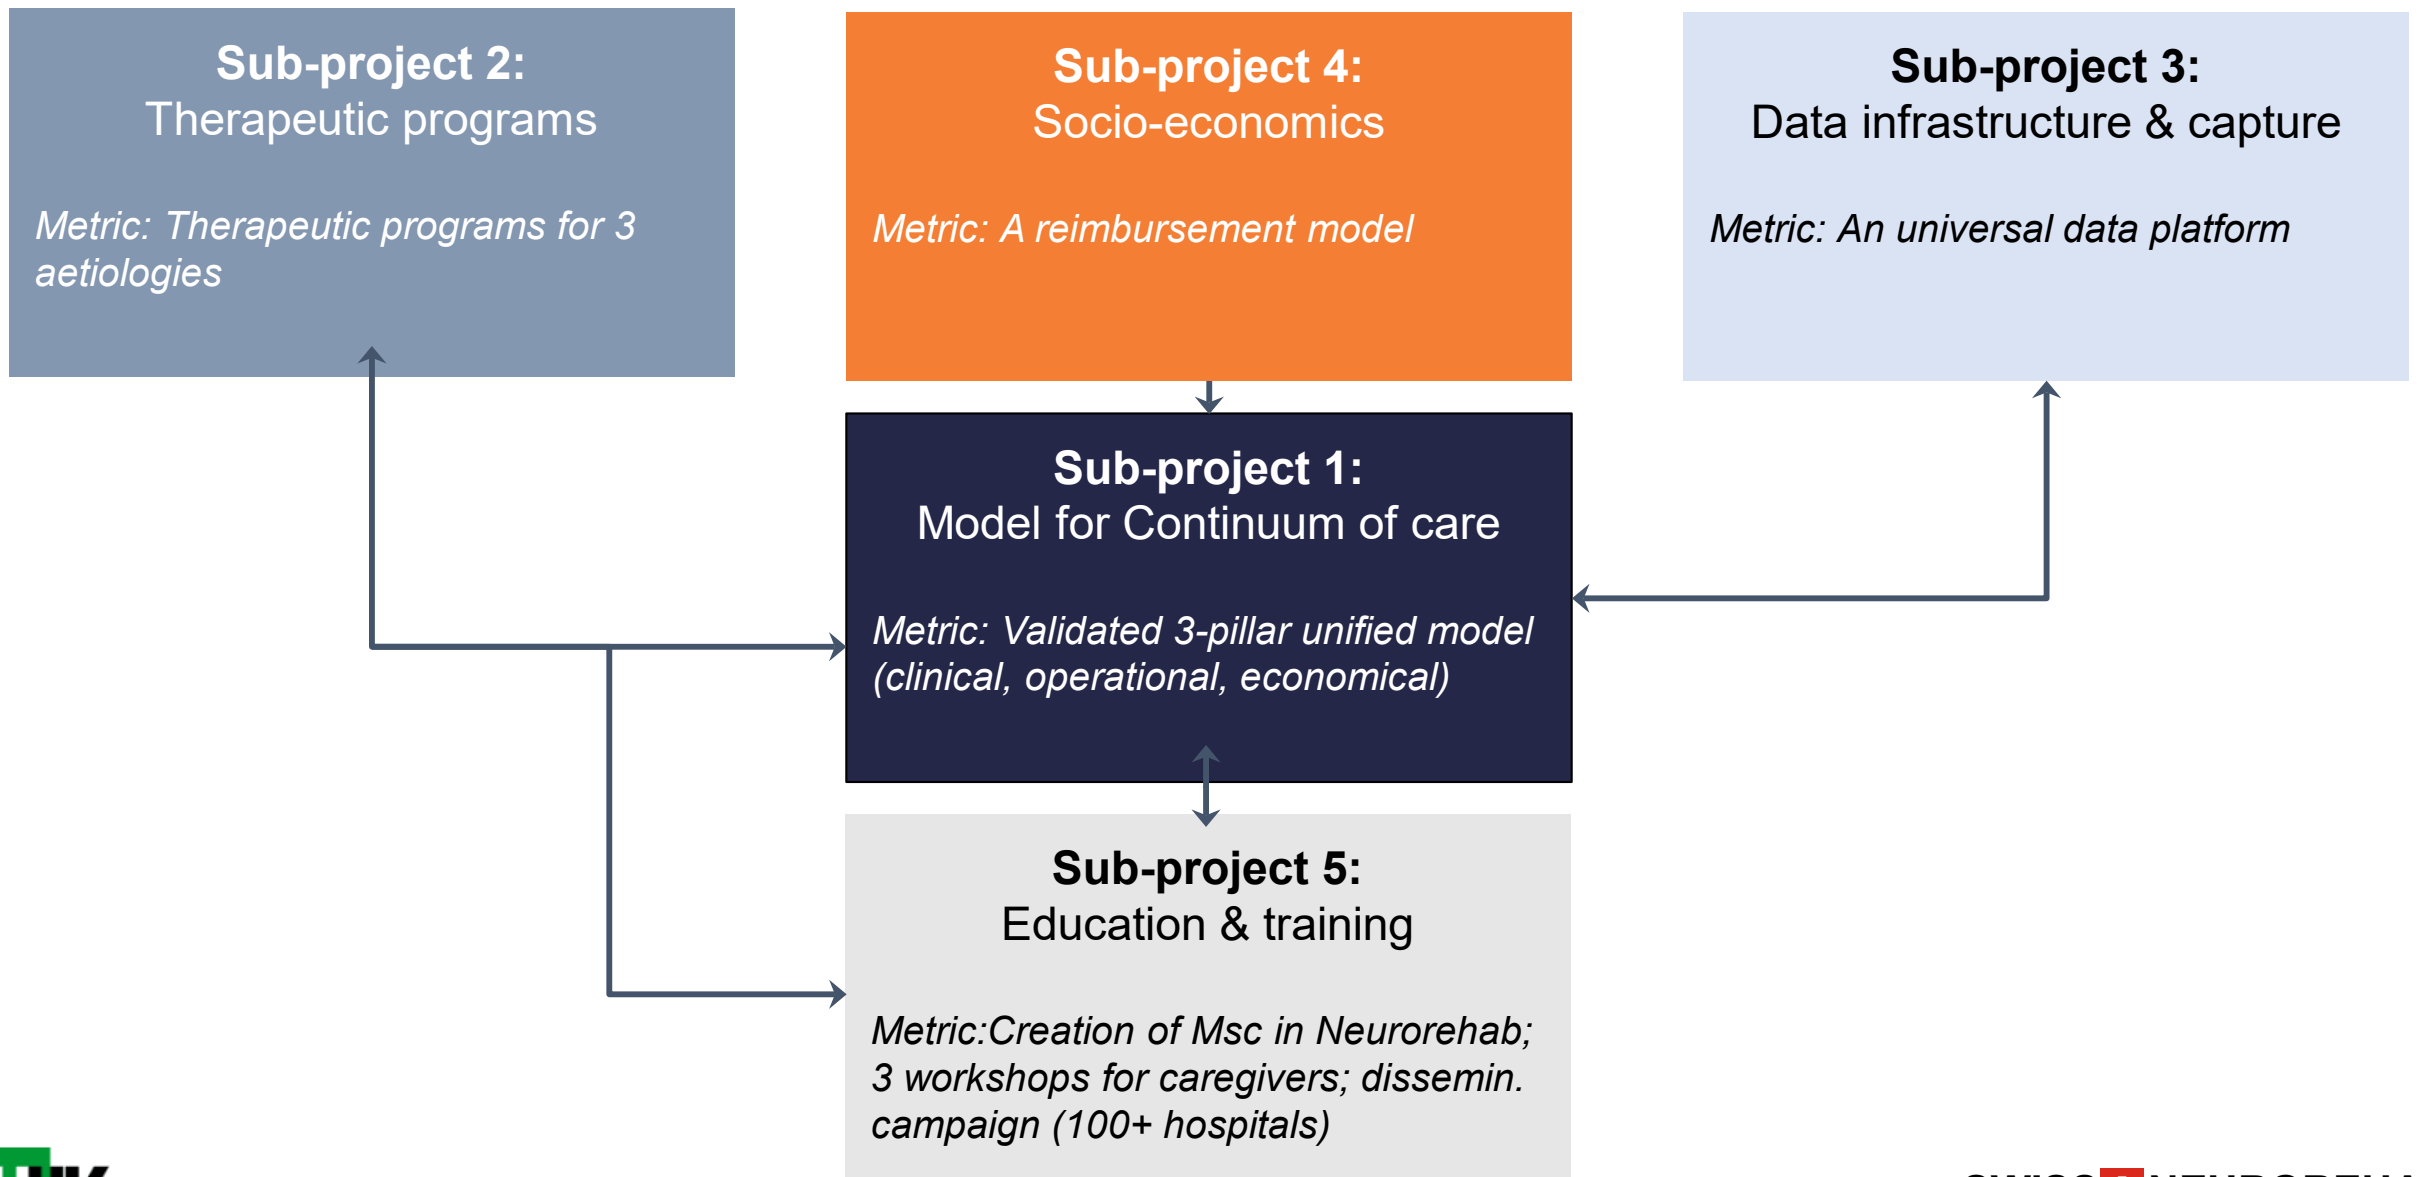 Sub-project 2:
Therapeutic programs
Metric: Therapeutic programs for 3
aetiologies
Sub-project 4:
Socio-economics
Metric: A reimbursement model
Sub-project 3:
Data infrastructure & capture
Metric: An universal data platform
Sub-project 1:
Model for Continuum of care
Metric: Validated 3-pillar unified model
(clinical, operational, economical)
Sub-project 5:
Education & training
Metric:Creation of Msc in Neurorehab;
3 workshops for caregivers; dissemin.
campaign (100+ hospitals)